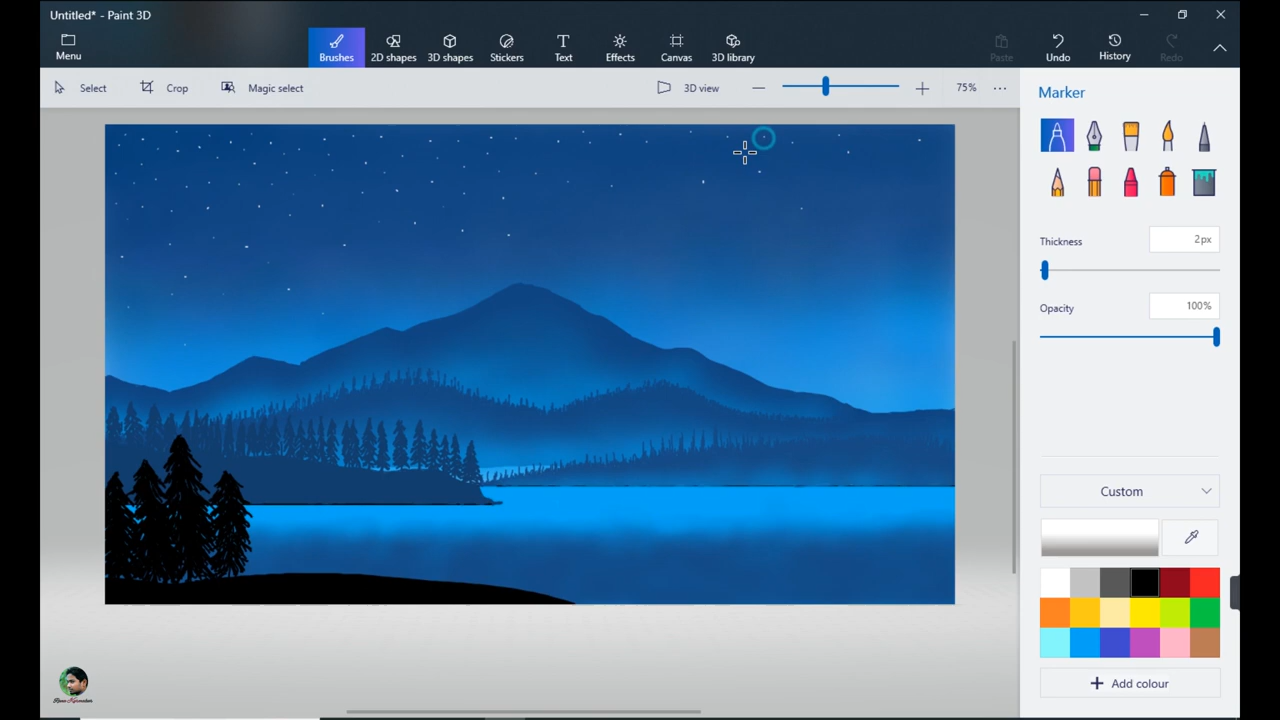 Untitled* - Paint 3D
Menu
Brushes
2D shapes
3D shapes
Stickers
Text
Effects
Canvas
3D library
Paste
Undo
History
Redo
Select
Crop
Magic select
3D view
75%
Marker
Thickness
2px
Opacity
100%
Custom
Add colour